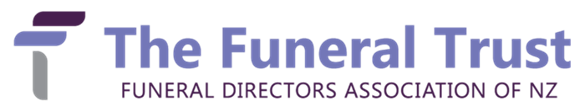 The Funeral Trust
FUNERAL DIRECTORS ASSOCIATION OF NZ